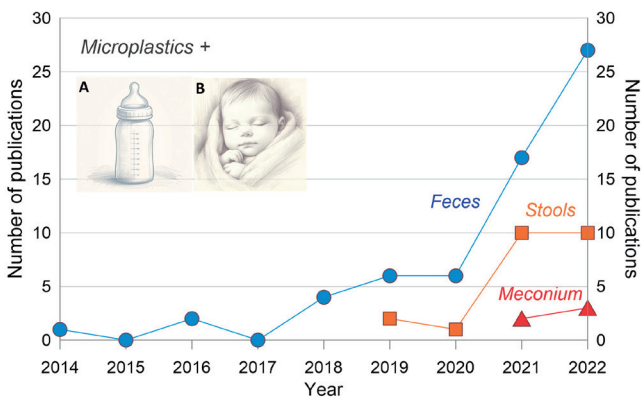 Microplastics +
A
B
Feces
Stools
Meconium
Number of publications
30
25
20
15
10
5
0
Number of publications
30
25
20
15
10
5
0
2014 2015 2016 2017 2018 2019 2020 2021 2022
Year